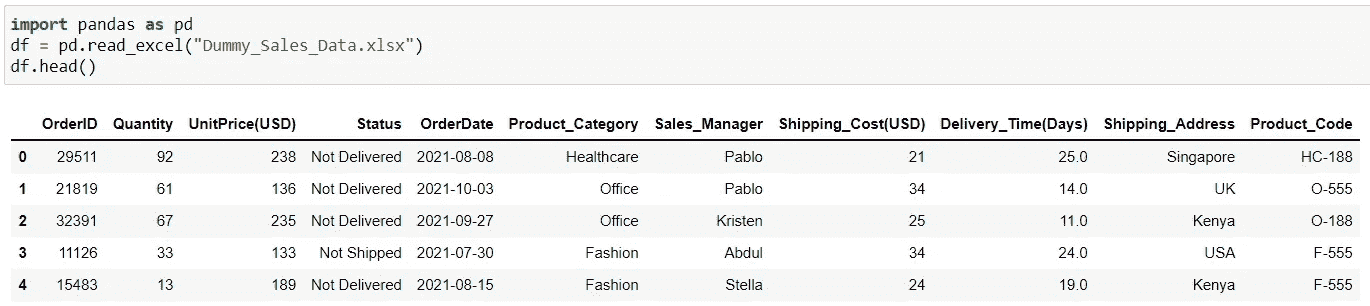 import pandas as pd
df = pd.read_excel("Dummy_Sales_Data.xlsx")
df.head()
OrderID Quantity UnitPrice(USD) Status OrderDate Product_Category Sales_Manager Shipping_Cost(USD) Delivery_Time(Days) Shipping_Address Product_Code
0 29511 92 238 Not Delivered 2021-08-08 Healthcare Pablo 21 25.0 Singapore HC-188
1 21819 61 136 Not Delivered 2021-10-03 Office Pablo 34 14.0 UK O-555
2 32391 67 235 Not Delivered 2021-09-27 Office Kristen 25 11.0 Kenya O-188
3 11126 33 133 Not Shipped 2021-07-30 Fashion Abdul 34 24.0 USA F-555
4 15483 13 189 Not Delivered 2021-08-15 Fashion Stella 24 19.0 Kenya F-555